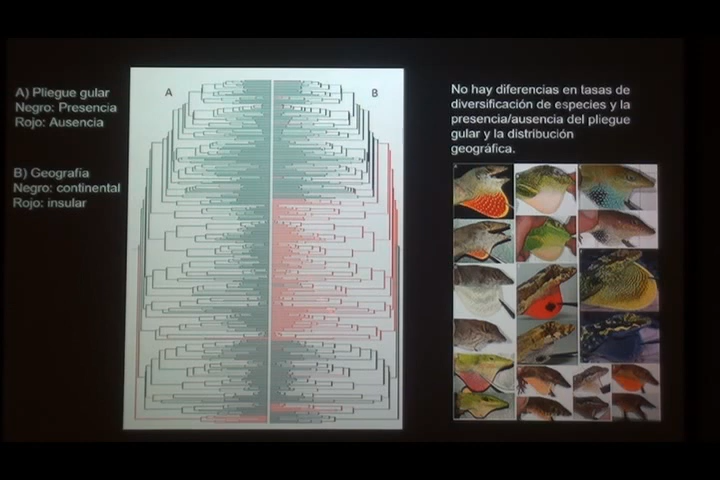 A) Pliegue gular
Negro: Presencia
Rojo: Ausencia
B) Geografía
Negro: continental
Rojo: insular
A
B
No hay diferencias en tasas de
diversificación de especies y la
presencia/ausencia del pliegue
gular y la distribución
geográfica.